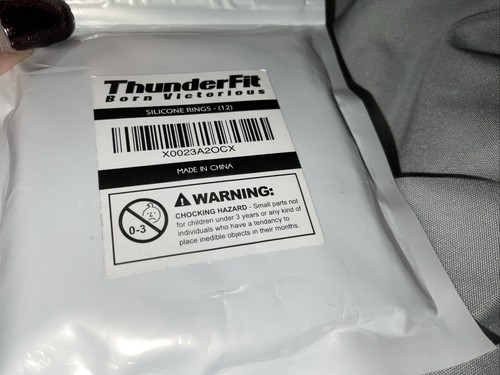 ThunderFit
Born Victorious
SILICONE RINGS - (12)
X0023A2OCX
MADE IN CHINA
WARNING:
CHOCKING HAZARD - Small parts not
for children under 3 years or any kind of
individuals who have a tendancy to
place inedible objects in their months.
0-3